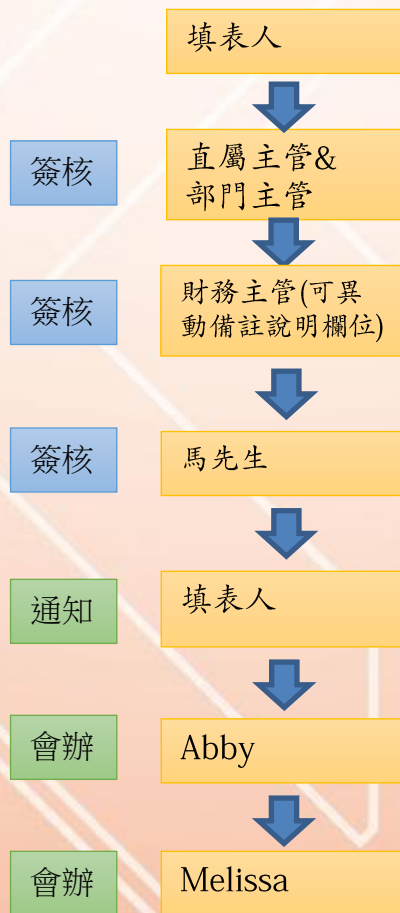 填表人
簽核
直屬主管&
部門主管
簽核
財務主管(可異
動備註說明欄位)
簽核
馬先生
通知
填表人
會辦
Abby
會辦
Melissa